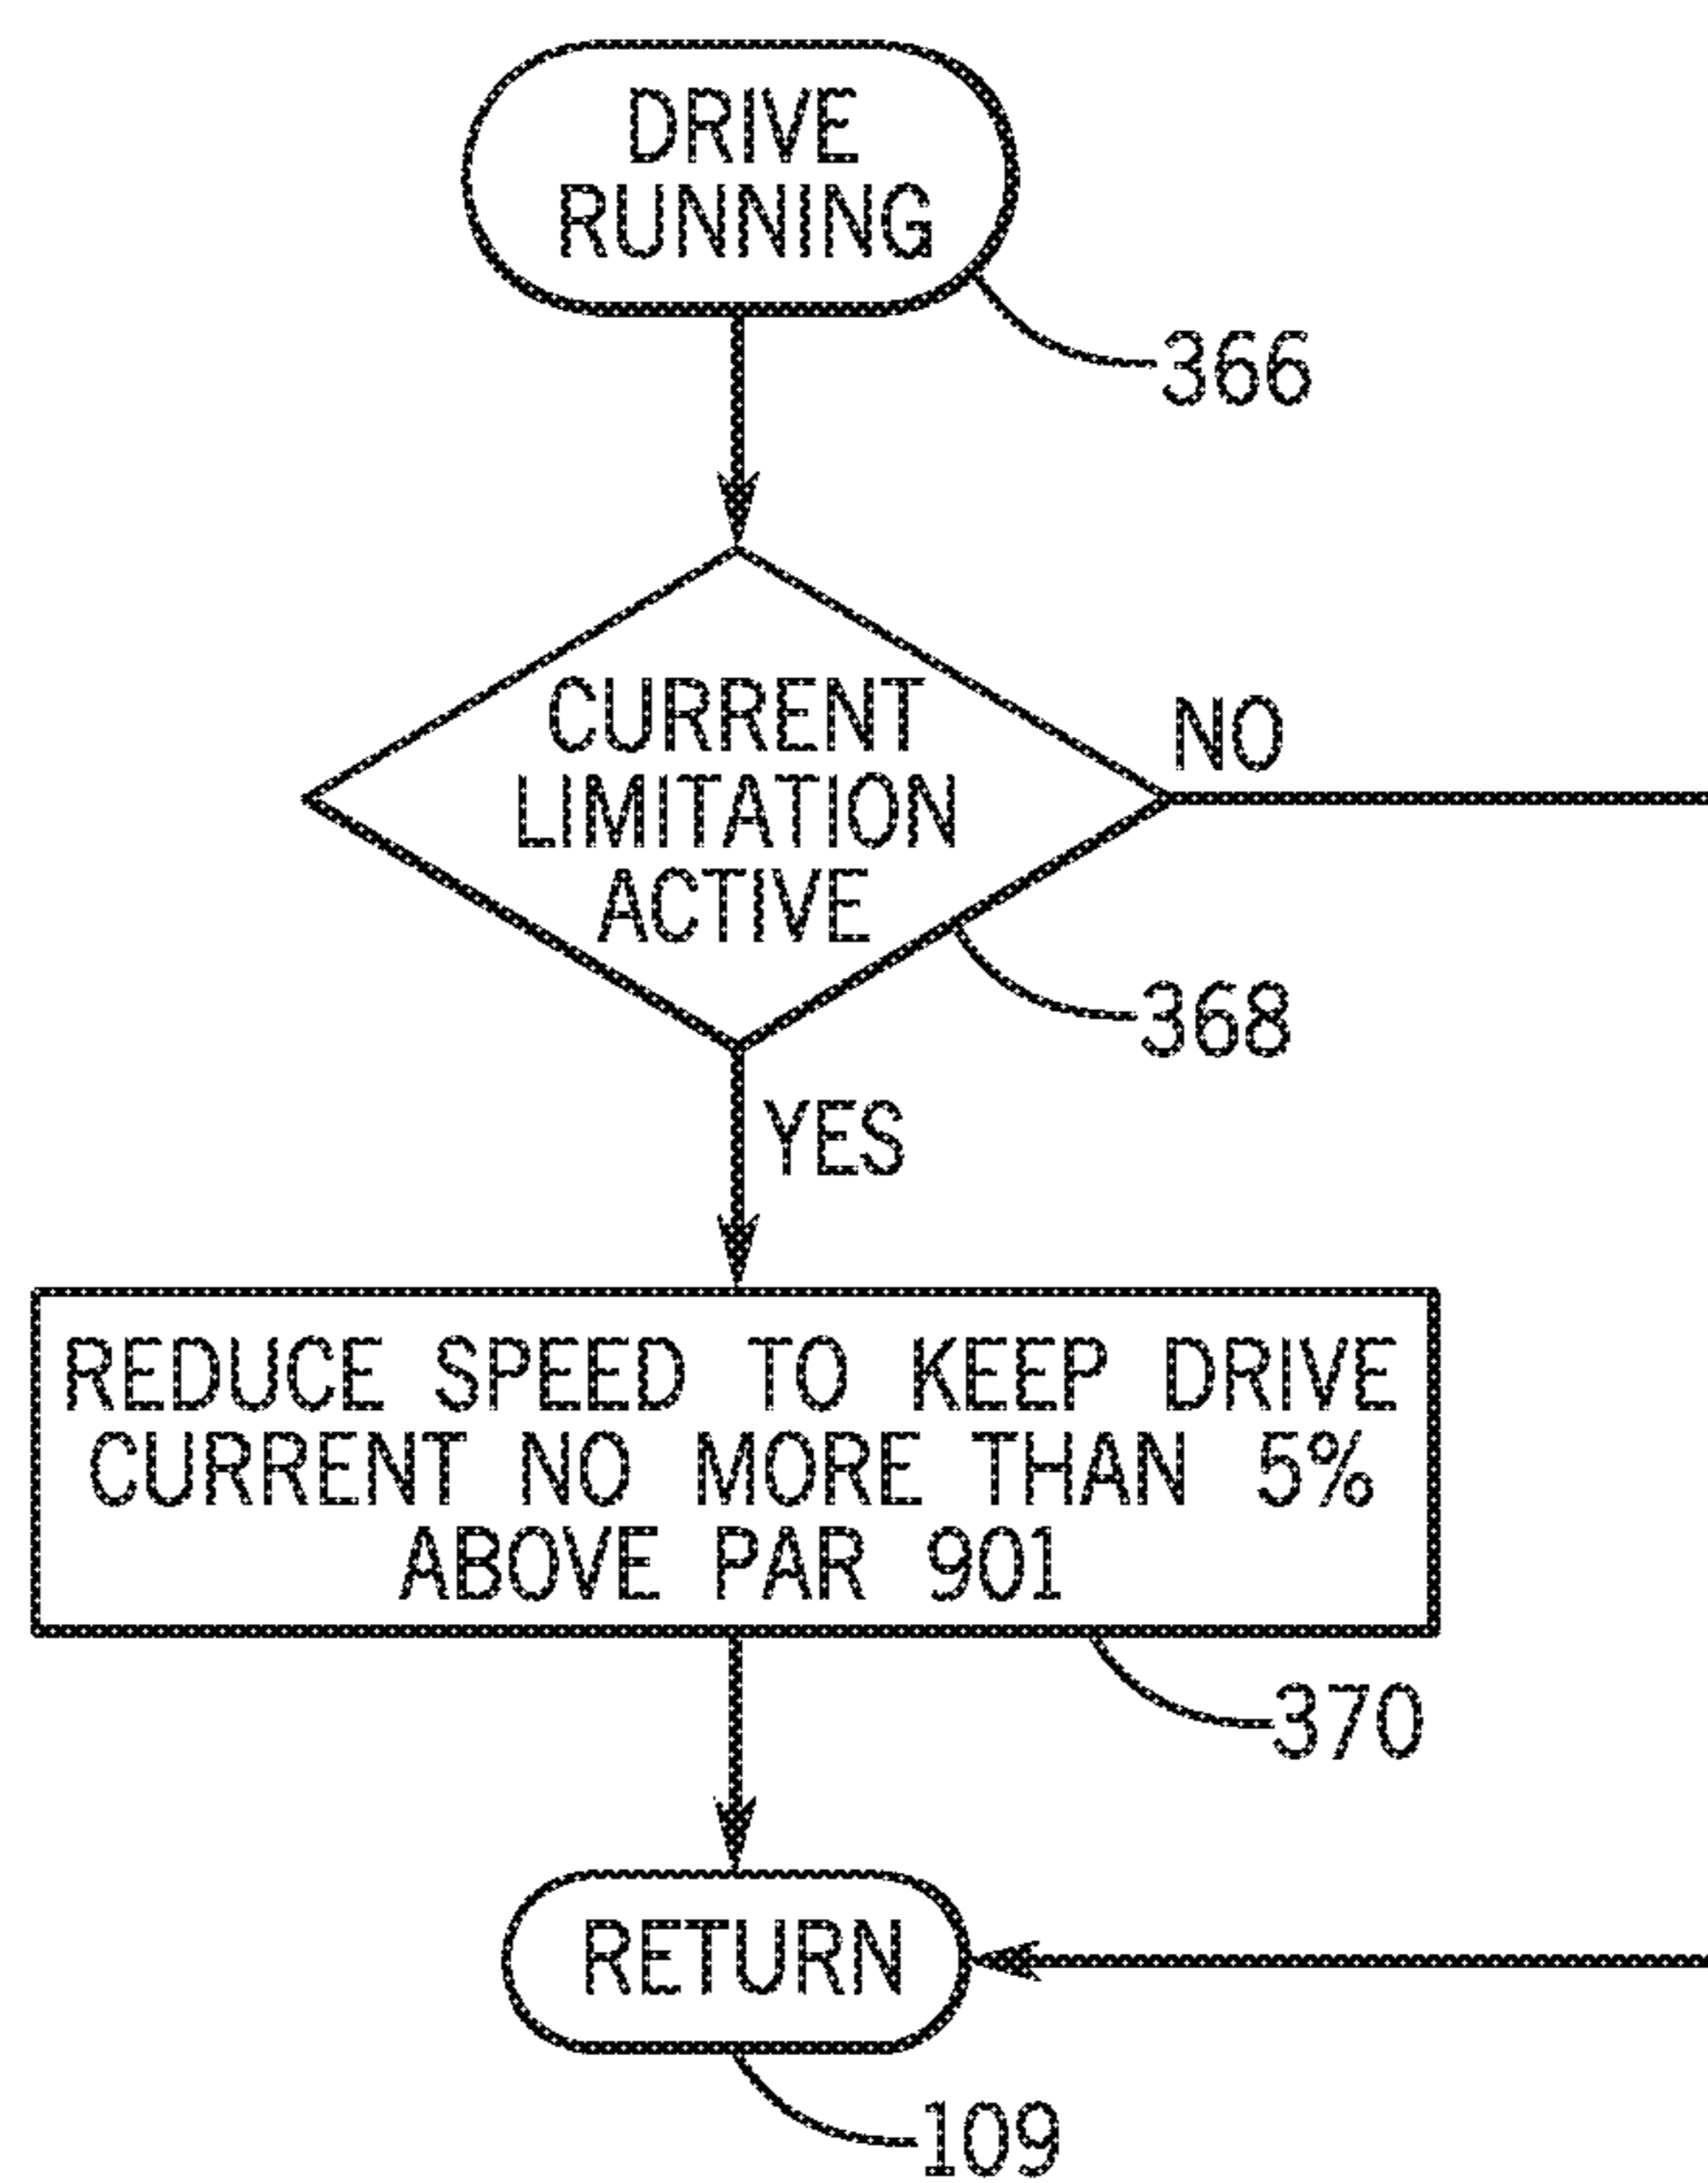 DRIVE
RUNNING
366
CURRENT
LIMITATION
ACTIVE
NO
368
YES
REDUCE SPEED TO KEEP DRIVE
CURRENT NO MORE THAN 5%
ABOVE PAR 901
370
RETURN
109